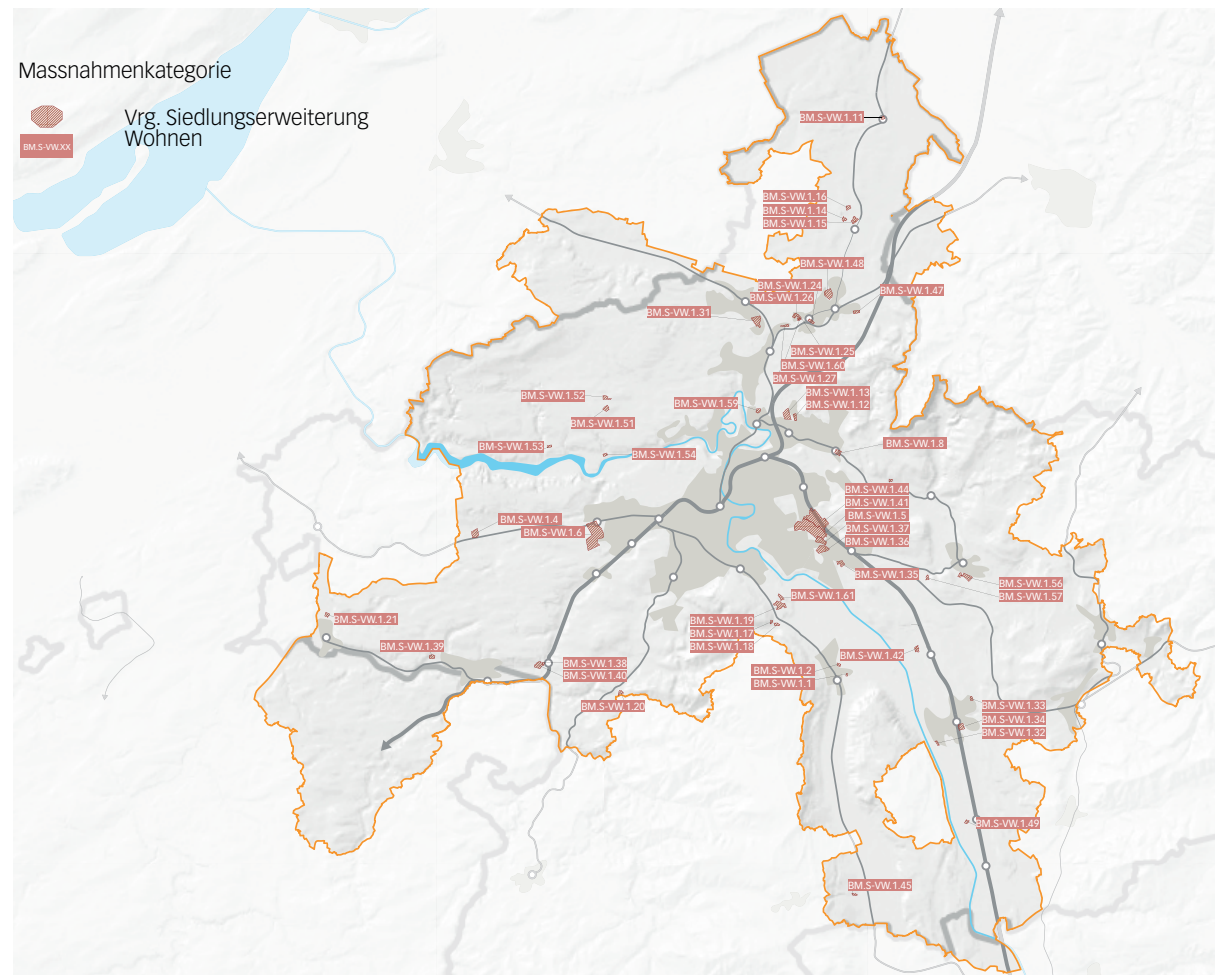 Massnahmenkategorie
Vrg. Siedlungserweiterung
Wohnen
BM.S-VW.XX
BM.S-VW.1.11
BM.S-VW.1.16
BM.S-VW.1.14
BM.S-VW.1.15
BM.S-VW.1.48
BM.S-VW.1.24
BM.S-VW.1.26
BM.S-VW.1.47
BM.S-VW.1.31
BM.S-VW.1.25
BM.S-VW.1.60
BM.S-VW.1.27
BM.S-VW.1.13
BM.S-VW.1.12
BM.S-VW.1.52
BM.S-VW.1.59
BM.S-VW.1.51
BM-S-VW.1.53
BM.S-VW.1.54
BM.S-VW.1.8
BM.S-VW.1.44
BM.S-VW.1.41
BM.S-VW.1.5
BM.S-VW.1.37
BM.S-VW.1.36
BM.S-VW.1.4
BM.S-VW.1.6
BM.S-VW.1.35
BM.S-VW.1.56
BM.S-VW.1.57
BM.S-VW.1.61
BM.S-VW.1.21
BM.S-VW.1.19
BM.S-VW.1.17
BM.S-VW.1.18
BM.S-VW.1.39
BM.S-VW.1.42
BM.S-VW.1.38
BM.S-VW.1.40
BM.S-VW.1.2
BM.S-VW.1.1
BM.S-VW.1.20
BM.S-VW.1.33
BM.S-VW.1.34
BM.S-VW.1.32
BM.S-VW.1.49
BM.S-VW.1.45